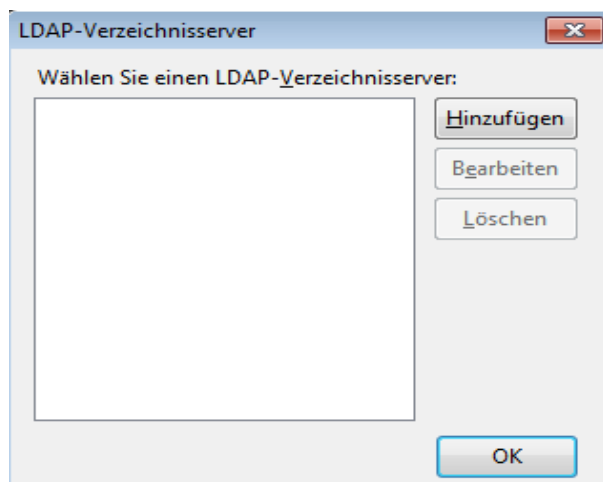 LDAP-Verzeichnisserver
Wählen Sie einen LDAP-Verzeichnisserver:
Hinzufügen
Bearbeiten
Löschen
OK